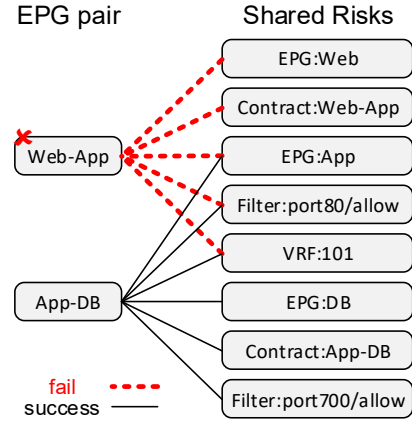 EPG pair
Shared Risks
EPG:Web
Contract:Web-App
Web-App
EPG:App
Filter:port80/allow
VRF:101
App-DB
EPG:DB
Contract:App-DB
Filter:port700/allow
fail
success